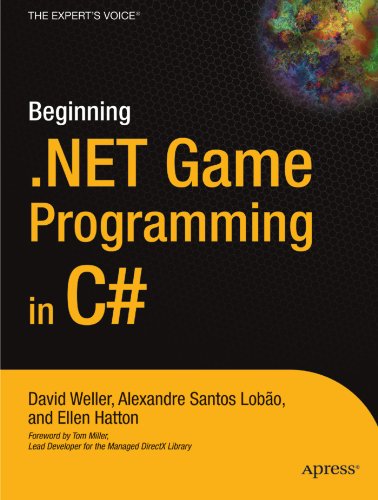 THE EXPERT'S VOICE®
Beginning
.NET Game
Programming
in C#
David Weller, Alexandre Santos Lobão,
and Ellen Hatton
Foreword by Tom Miller,
Lead Developer for the Managed DirectX Library
Apress®